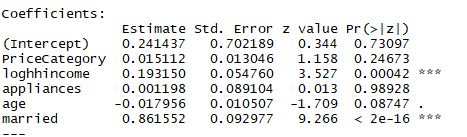 Coefficients:
Estimate Std. Error z value Pr(>|z|)
(Intercept) 0.241437 0.702189 0.344 0.73097
PriceCategory 0.015112 0.013046 1.158 0.24673
loghhincome 0.193150 0.054760 3.527 0.00042 ***
appliances 0.001198 0.089104 0.013 0.98928
age -0.017956 0.010507 -1.709 0.08747 .
married 0.861552 0.092977 9.266 < 2e-16 ***
---